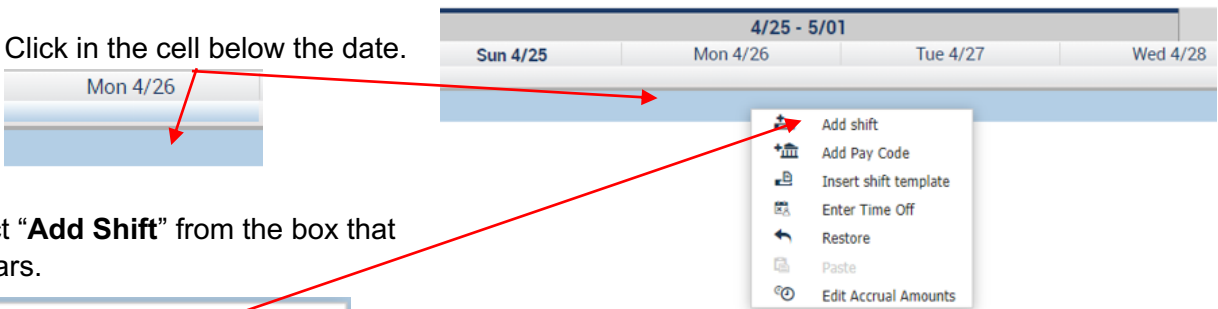 Click in the cell below the date.
Mon 4/26
ct “Add Shift” from the box that
ars.
4/25 - 5/01
Sun 4/25 Mon 4/26 Tue 4/27 Wed 4/28
Add shift
Add Pay Code
Insert shift template
Enter Time Off
Restore
Paste
Edit Accrual Amounts